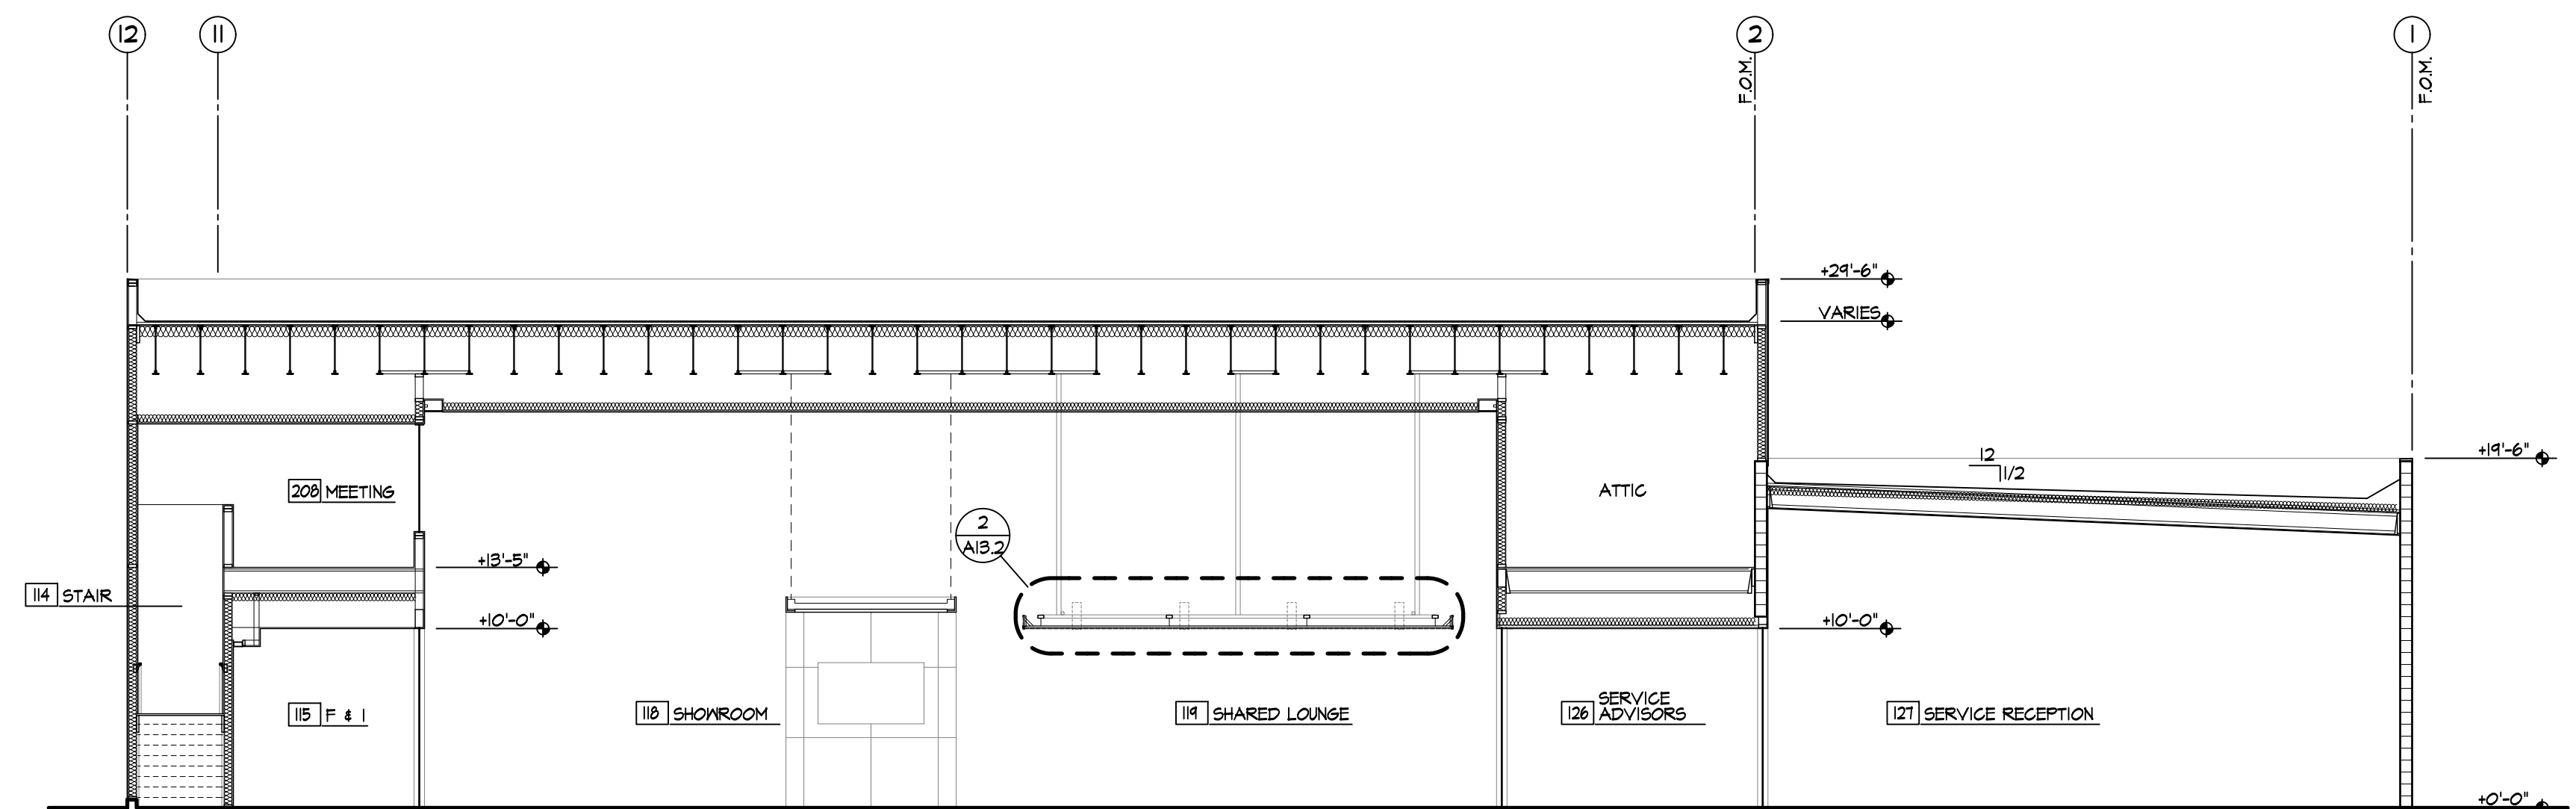 12
11
2
1
F.O.M.
F.O.M.
+29'-6"
VARIES
+19'-6"
12
1/2
208 MEETING
ATTIC
2
A13.2
+13'-5"
114 STAIR
+10'-0"
+10'-0"
115 F & I
118 SHOWROOM
119 SHARED LOUNGE
126 SERVICE
ADVISORS
127 SERVICE RECEPTION
+0'-0"